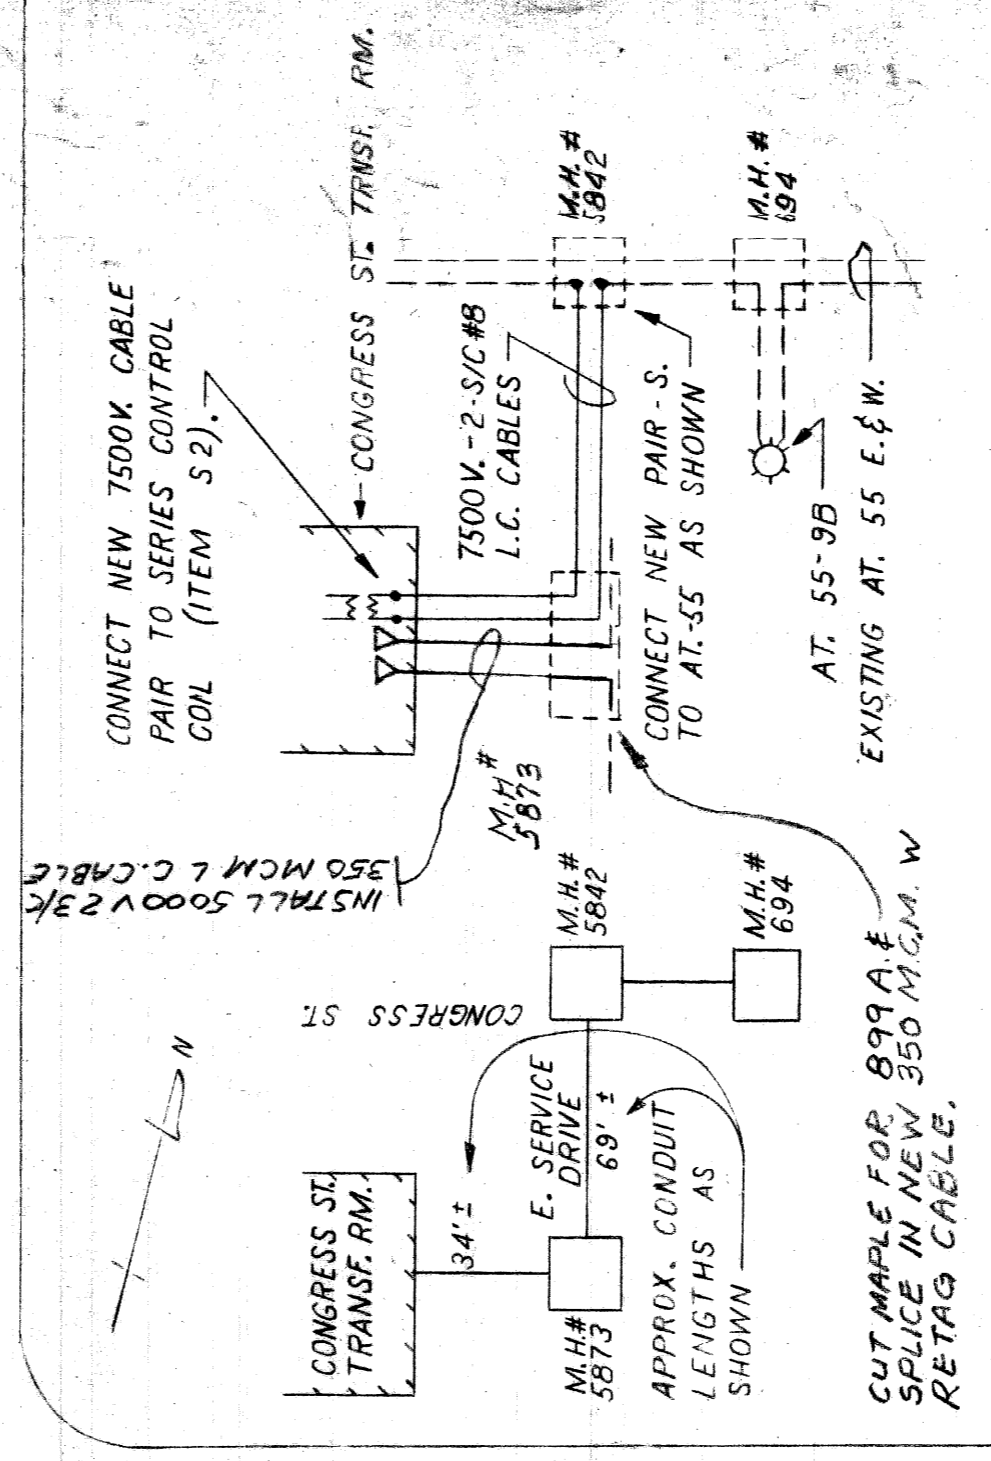 CONNECT NEW 7500V. CABLE
PAIR TO SERIES CONTROL
COIL (ITEM S2).
CONGRESS ST. TRNSF. RM.
INSTALL 5000V 2 3/C
350 MCM L C. CABLE
7500V.-2-S/C#8
L.C. CABLES
M.H.#
5842
M.H.#
694
M.H#
5873
CONNECT NEW PAIR-S.
TO AT.-55 AS SHOWN
AT. 55-9B
EXISTING AT. 55 E.& W.
N
CONGRESS ST.
CONGRESS ST.
TRANSF. RM.
34' ±
E. SERVICE
DRIVE
69' ±
M.H.#
5842
M.H.#
694
M.H.#
5873
APPROX. CONDUIT
LENGTHS AS
SHOWN
CUT MAPLE FOR 899 A.&
SPLICE IN NEW 350 M.C.M. W
RETAG CABLE.